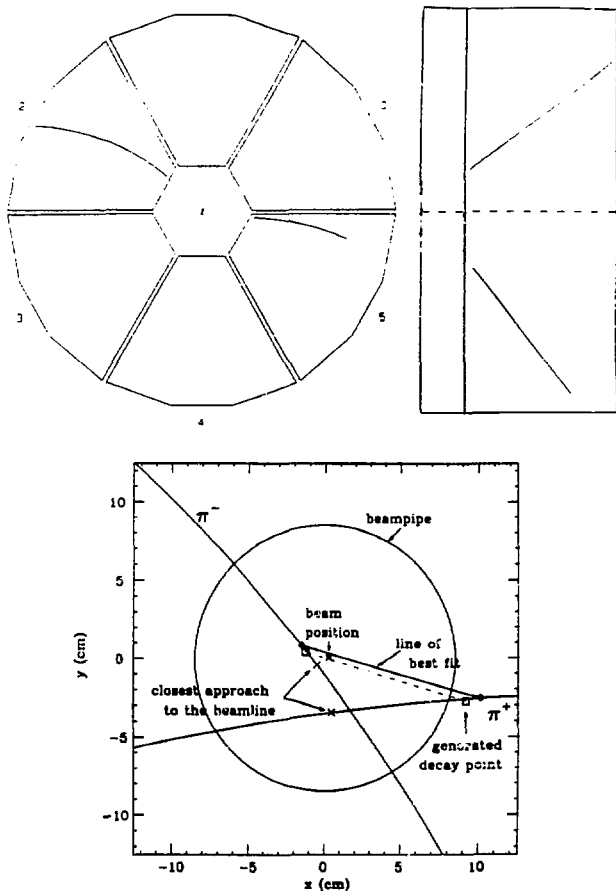 2
3
4
5
10
5
0
−5
−10
y (cm)
π−
beampipe
beam
position
line of
best fit
closest approach
to the beamline
π+
generated
decay point
−10
−5
0
5
10
x (cm)